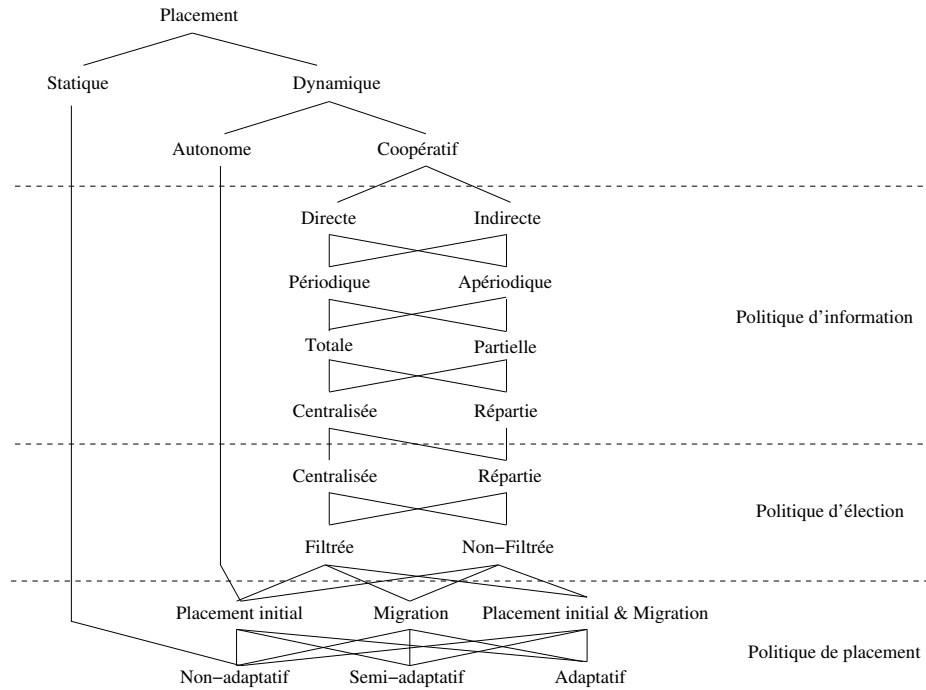 Placement
Statique Dynamique
Autonome Coopératif
Directe Indirecte
Périodique Apériodique
Politique d'information
Totale Partielle
Centralisée Répartie
Centralisée Répartie
Politique d'élection
Filtrée Non−Filtrée
Placement initial Migration Placement initial & Migration
Politique de placement
Non−adaptatif Semi−adaptatif Adaptatif